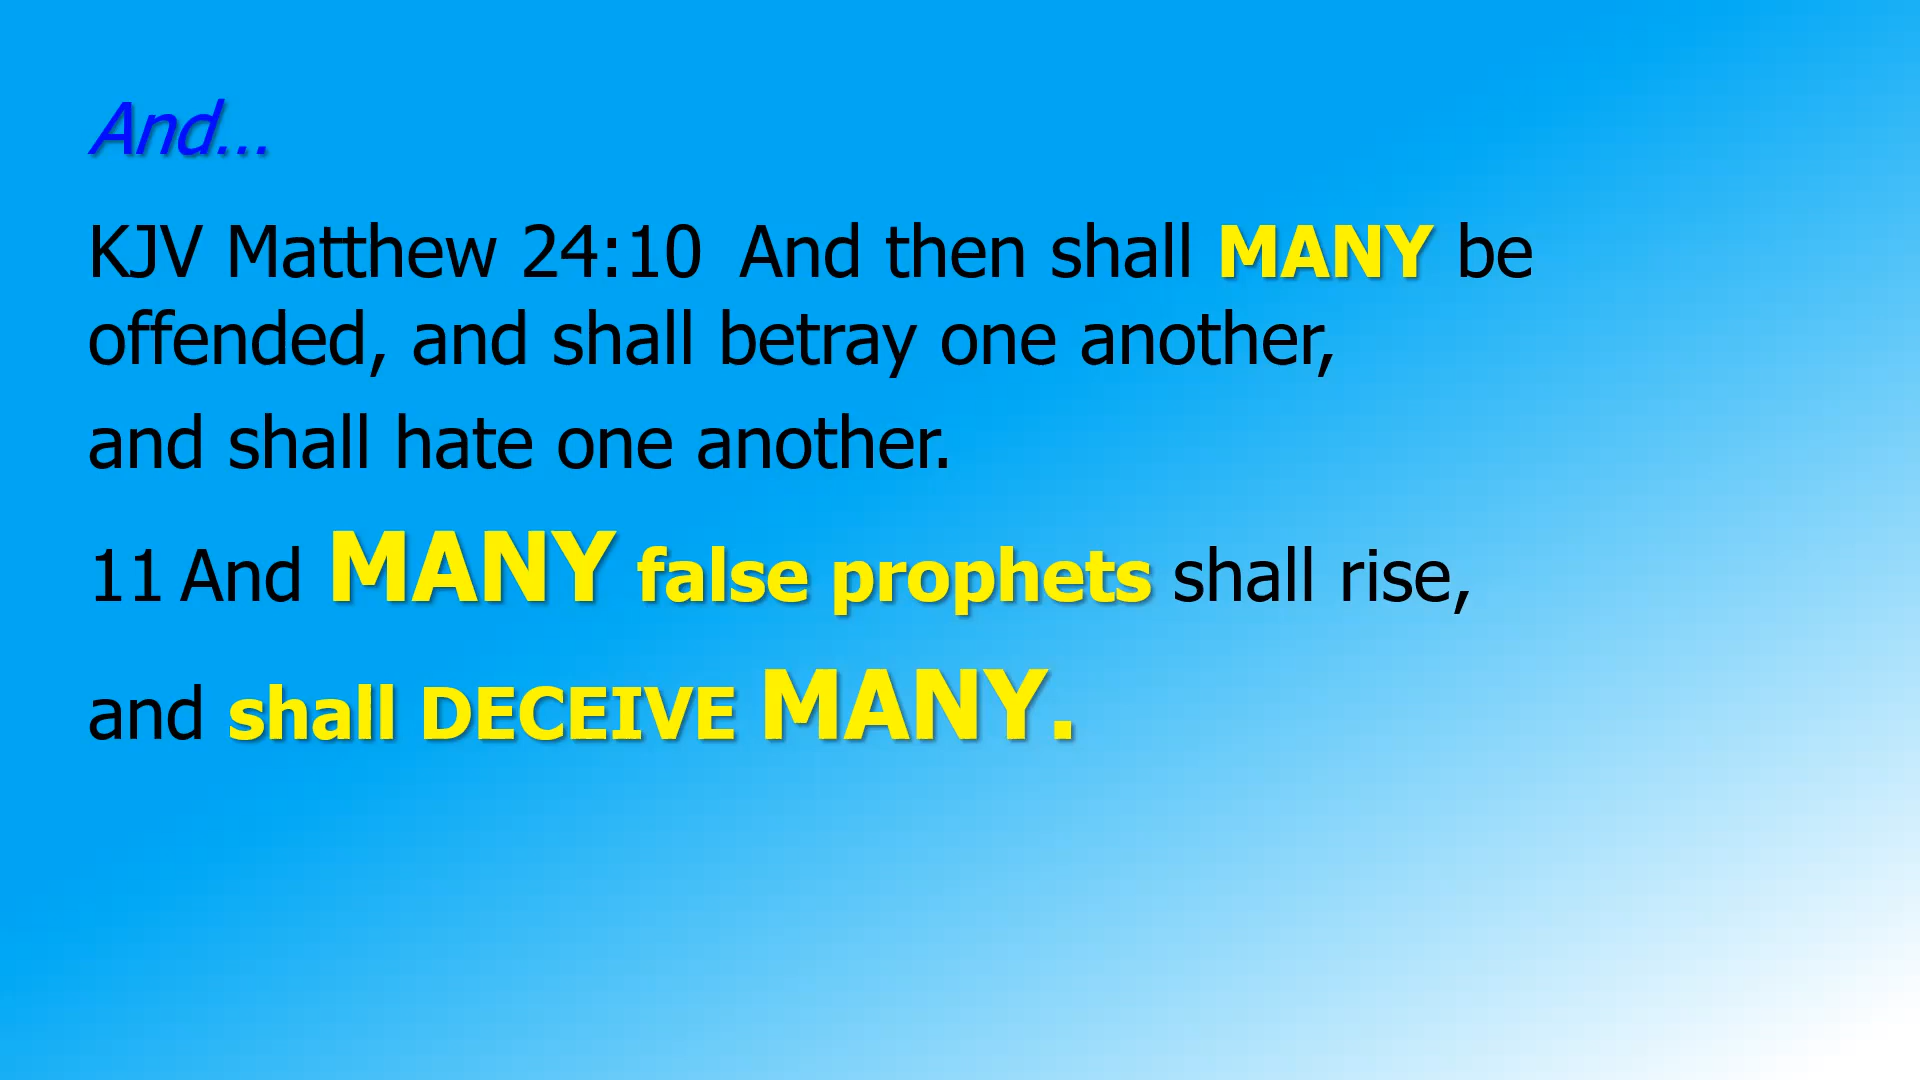 And...
KJV Matthew 24:10  And then shall MANY be
offended, and shall betray one another,
and shall hate one another.
11 And MANY false prophets shall rise,
and shall DECEIVE MANY.